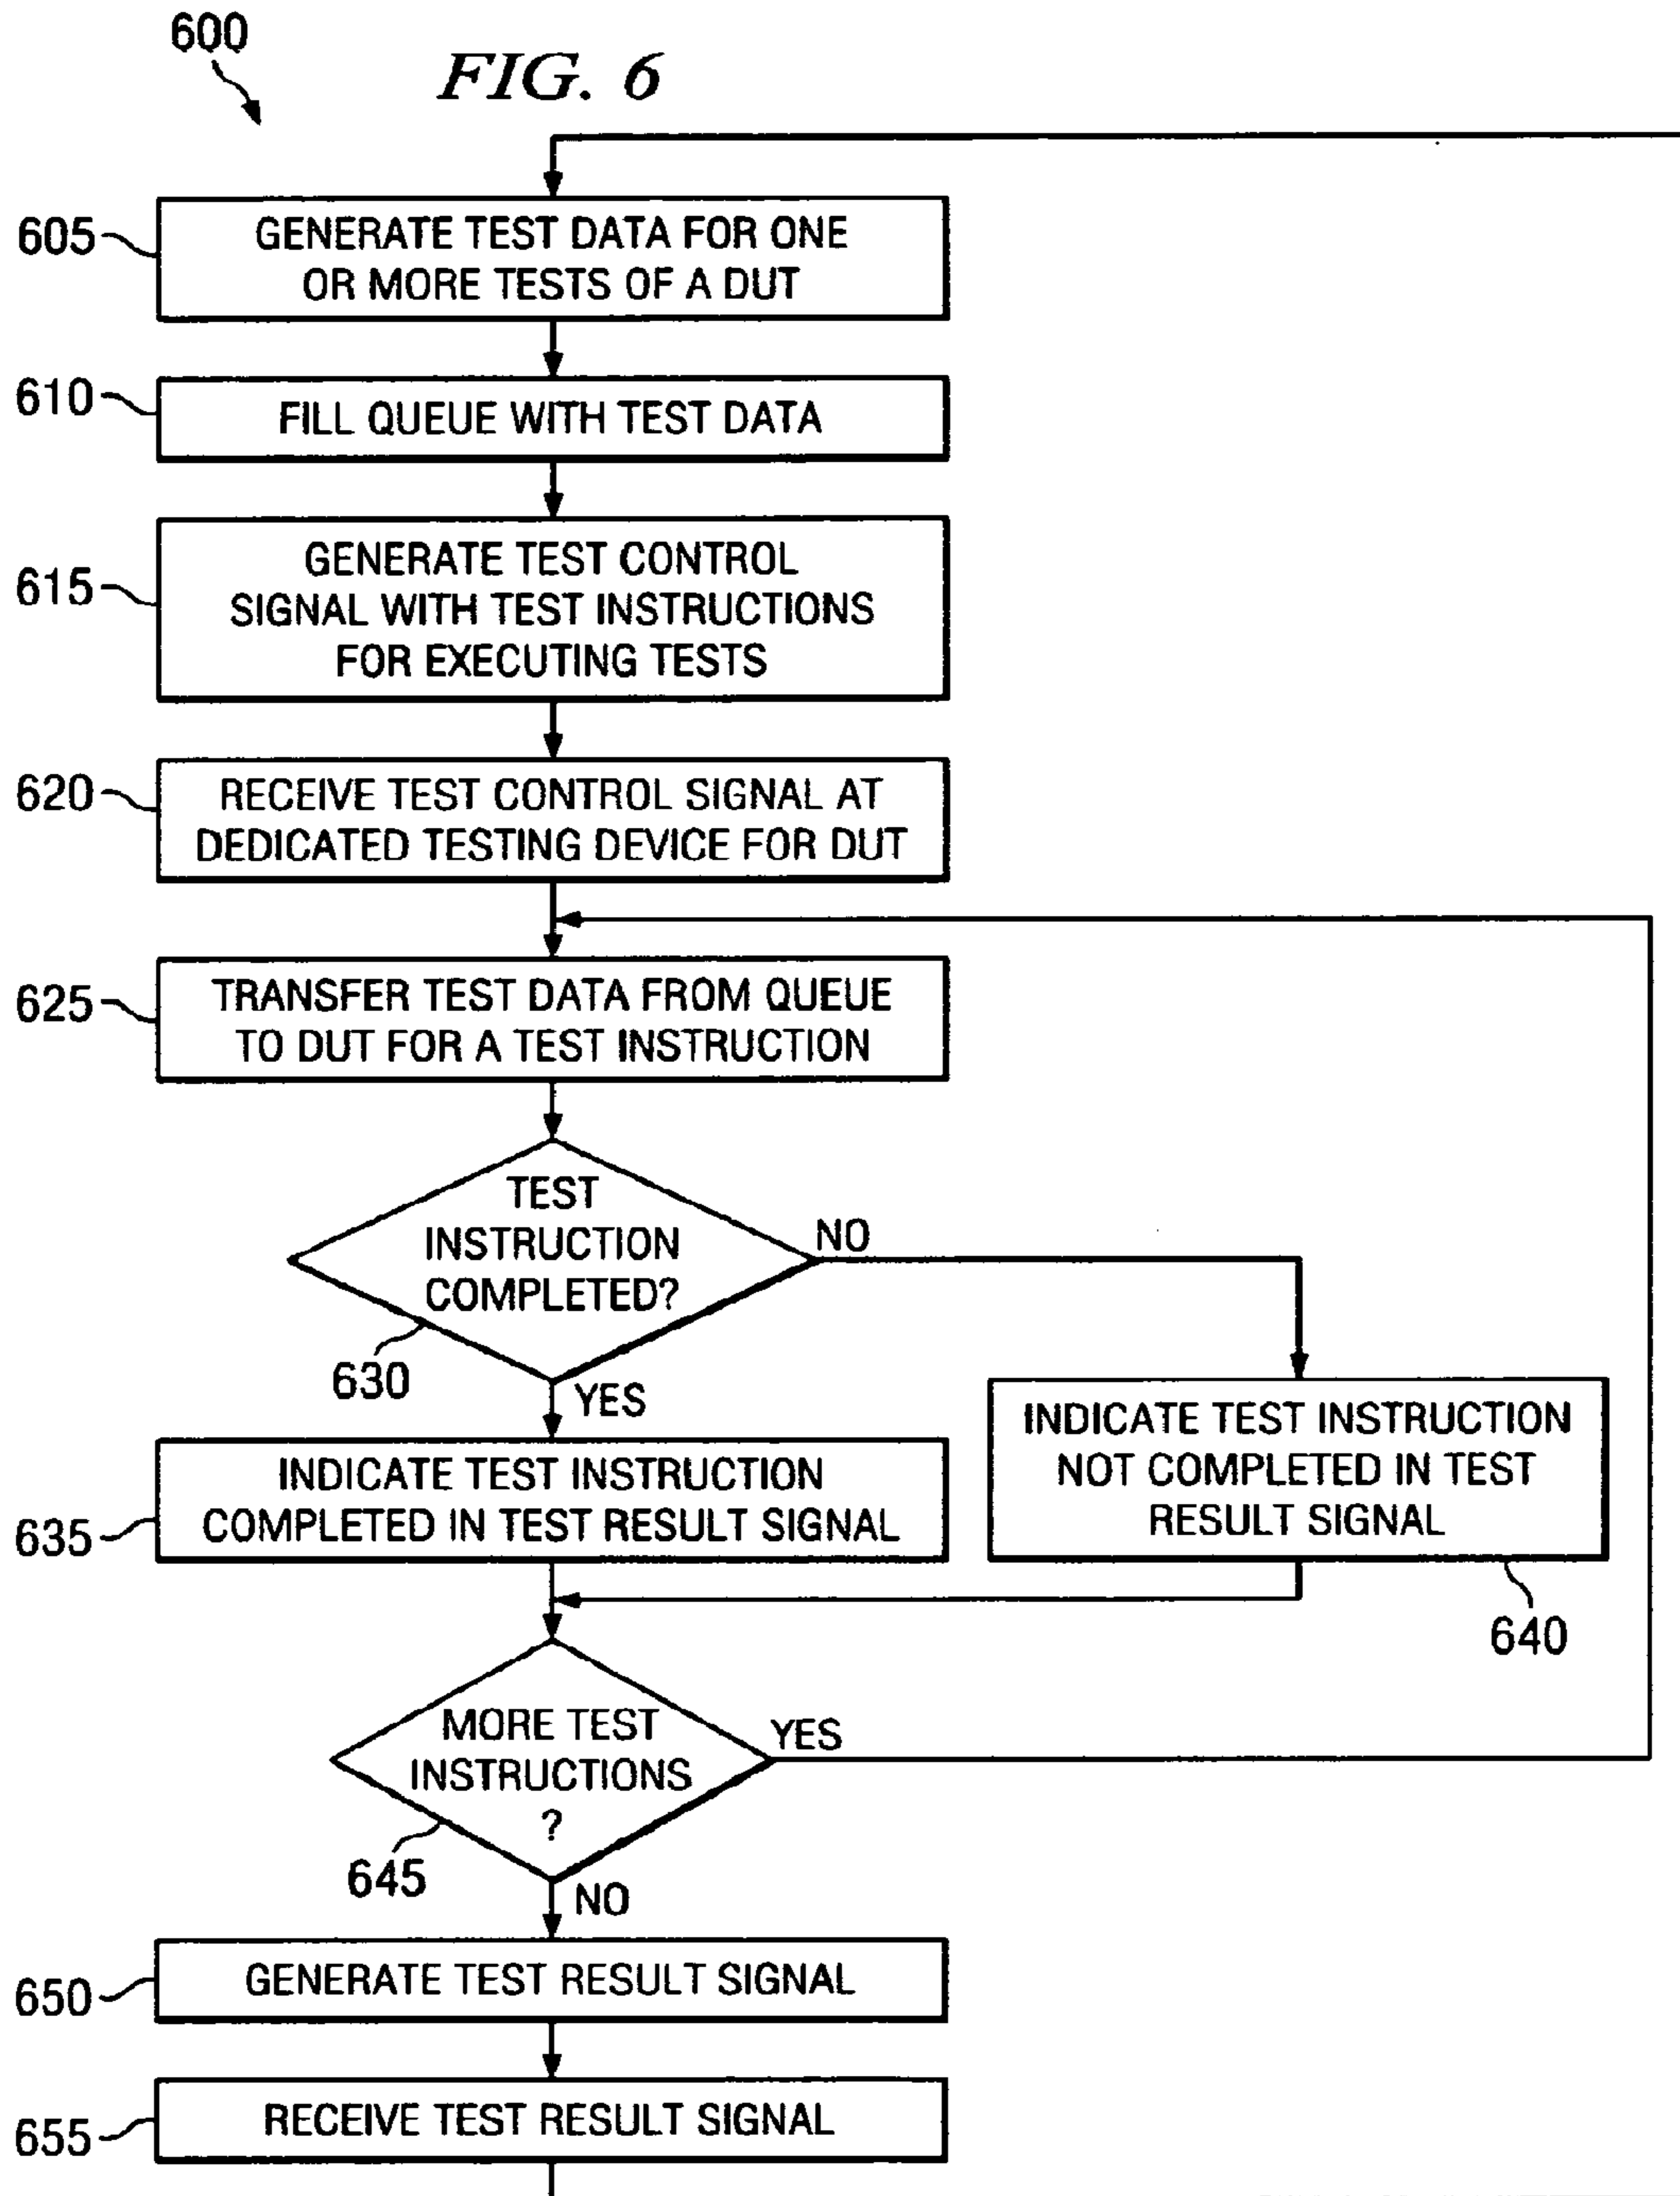 600
FIG. 6
605
GENERATE TEST DATA FOR ONE
OR MORE TESTS OF A DUT
610
FILL QUEUE WITH TEST DATA
615
GENERATE TEST CONTROL
SIGNAL WITH TEST INSTRUCTIONS
FOR EXECUTING TESTS
620
RECEIVE TEST CONTROL SIGNAL AT
DEDICATED TESTING DEVICE FOR DUT
625
TRANSFER TEST DATA FROM QUEUE
TO DUT FOR A TEST INSTRUCTION
TEST
INSTRUCTION
COMPLETED?
NO
630
YES
INDICATE TEST INSTRUCTION
COMPLETED IN TEST RESULT SIGNAL
635
INDICATE TEST INSTRUCTION
NOT COMPLETED IN TEST
RESULT SIGNAL
640
MORE TEST
INSTRUCTIONS
?
YES
645
NO
650
GENERATE TEST RESULT SIGNAL
655
RECEIVE TEST RESULT SIGNAL